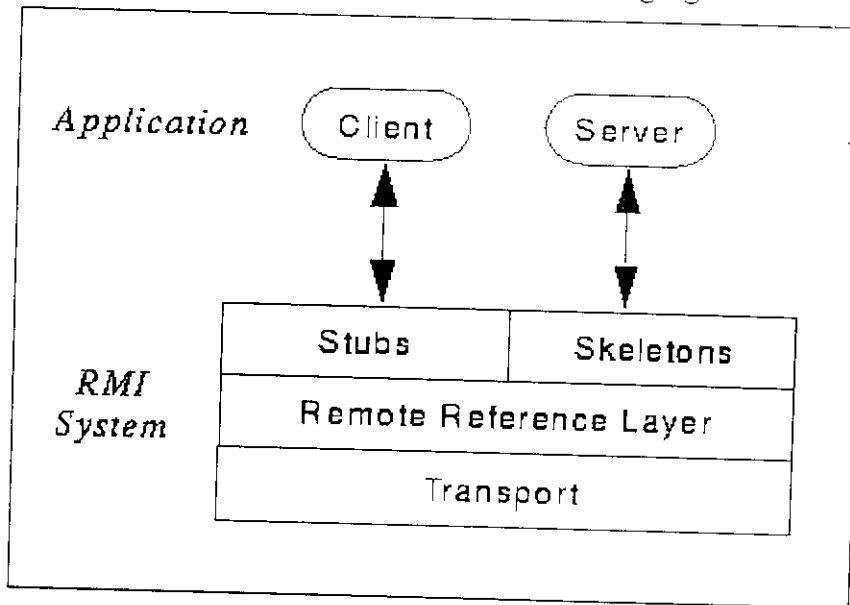 Application
Client
Server
Stubs
Skeletons
RMI
System
Remote Reference Layer
Transport